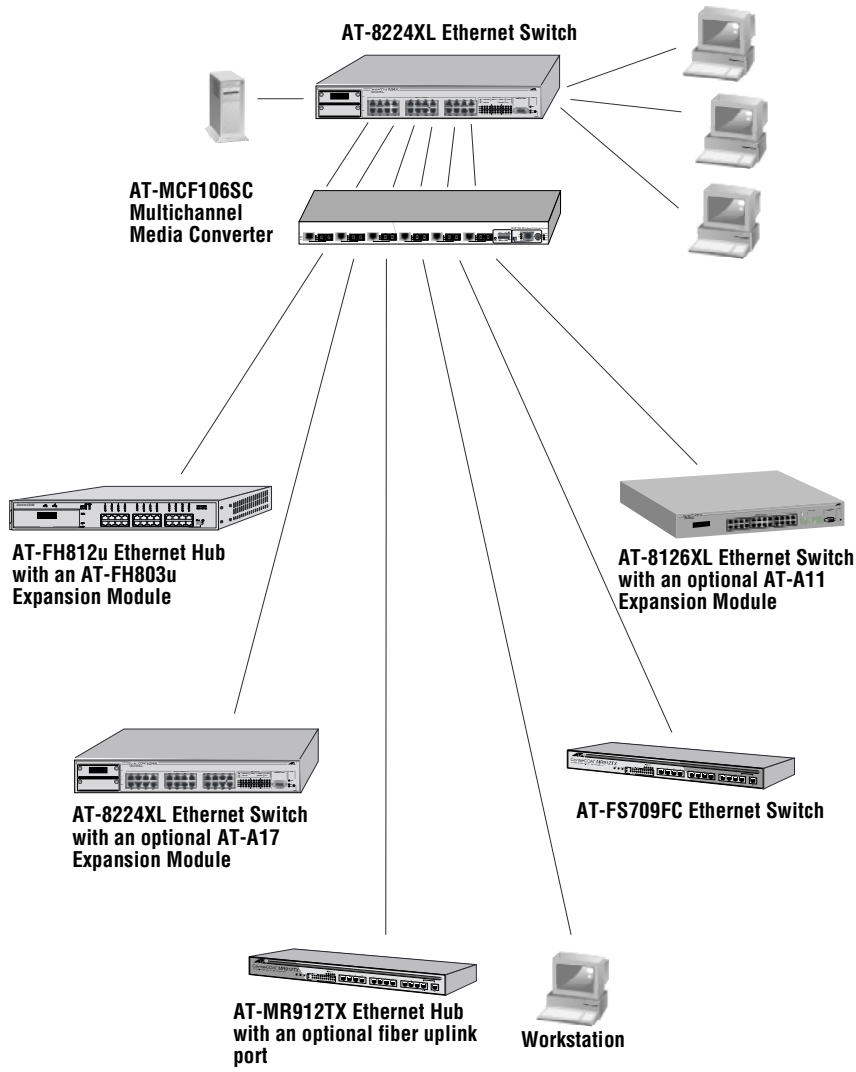 AT-8224XL Ethernet Switch
AT-MCF106SC
Multichannel
Media Converter
AT-FH812u Ethernet Hub
with an AT-FH803u
Expansion Module
AT-8126XL Ethernet Switch
with an optional AT-A11
Expansion Module
AT-8224XL Ethernet Switch
with an optional AT-A17
Expansion Module
AT-FS709FC Ethernet Switch
AT-MR912TX Ethernet Hub
with an optional fiber uplink
port
Workstation